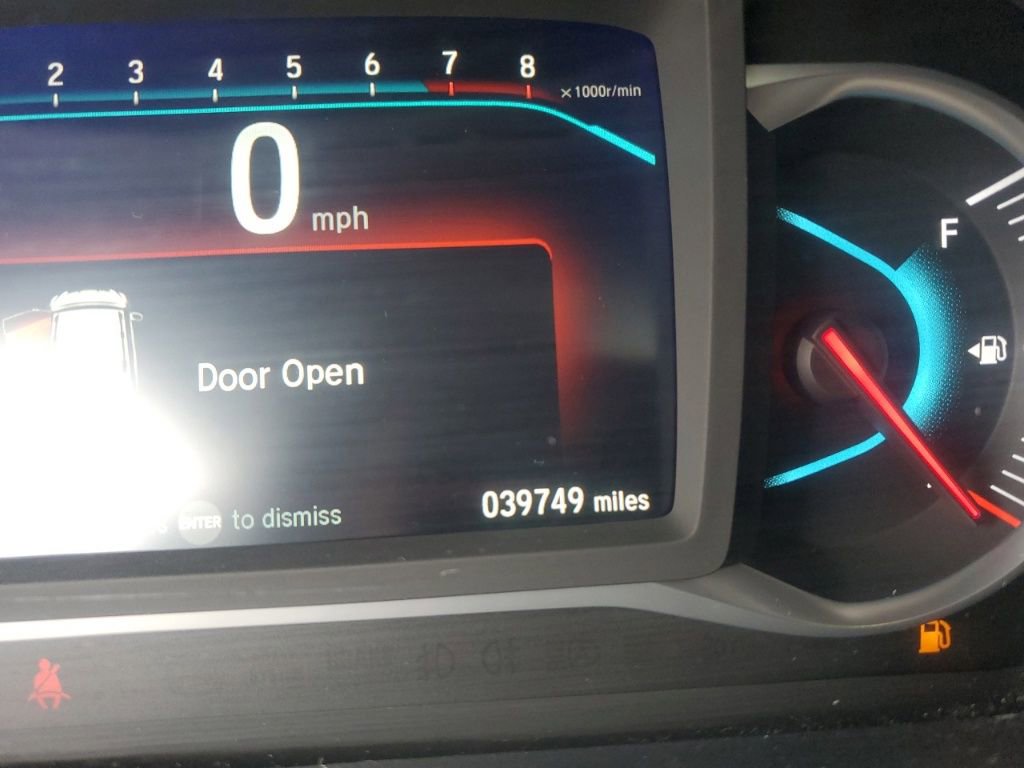 2 3 4 5 6 7 8
×1000r/min
0 mph
F
Door Open
ENTER to dismiss
039749 miles